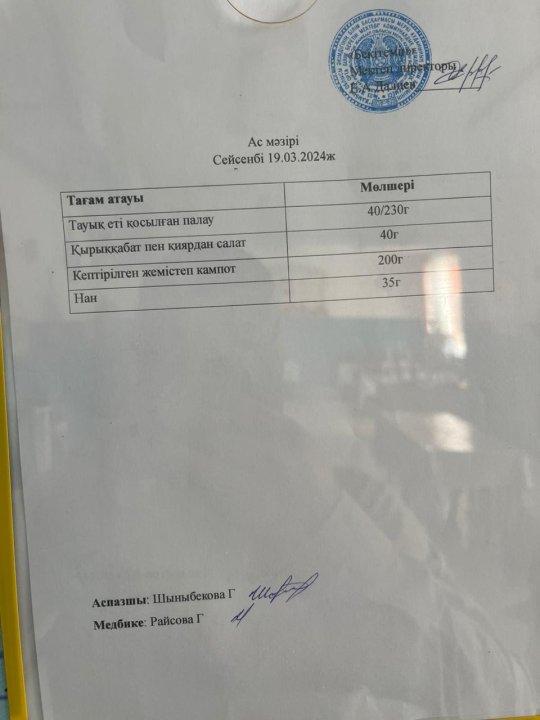 «Бекітемін»
Мектеп директоры
Ас мәзірі
Сейсенбі 19.03.2024ж
Тағам атауы Мөлшері
Тауық еті қосылған палау 40/230г
Қырыққабат пен қиярдан салат 40г
Кептірілген жемістеп кампот 200г
Нан 35г
Аспазшы: Шыныбекова Г
Медбике: Райсова Г